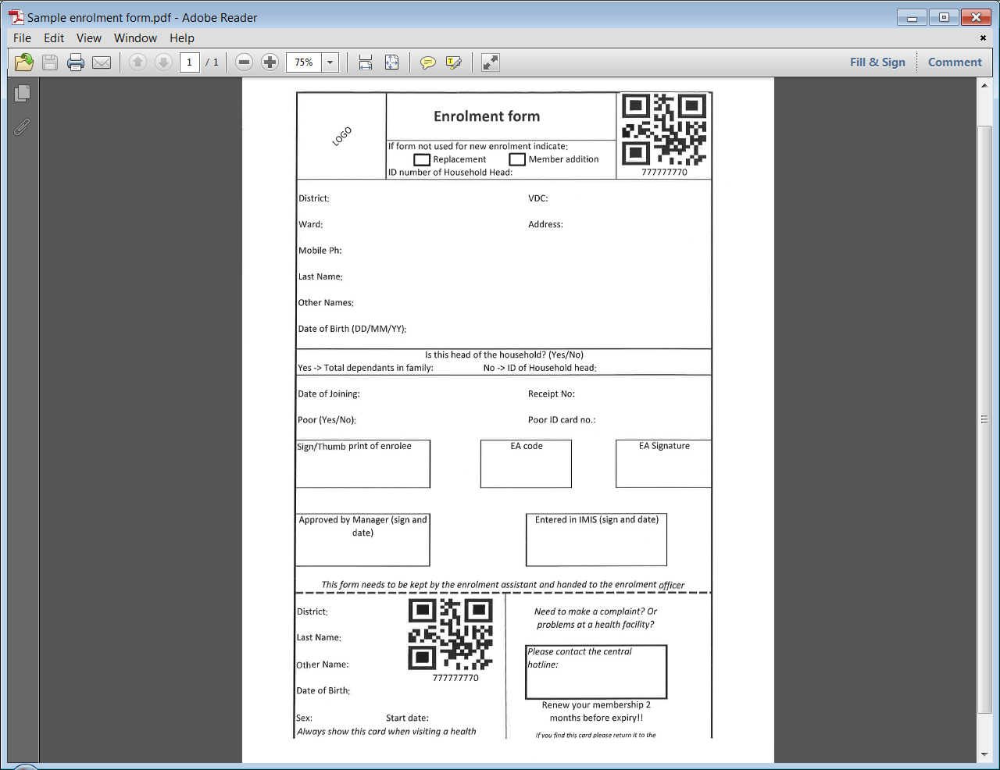 Sample enrolment form.pdf - Adobe Reader
File Edit View Window Help
1 / 1 75% Fill & Sign Comment
LOGO
Enrolment form
If form not used for new enrolment indicate:
Replacement Member addition
ID number of Household Head:
777777770
District: VDC:
Ward: Address:
Mobile Ph:
Last Name:
Other Names:
Date of Birth (DD/MM/YY):
Is this head of the household? (Yes/No)
Yes -> Total dependants in family: No -> ID of Household head:
Date of Joining: Receipt No:
Poor (Yes/No): Poor ID card no.:
Sign/Thumb print of enrolee EA code EA Signature
Approved by Manager (sign and
date)
Entered in IMIS (sign and date)
This form needs to be kept by the enrolment assistant and handed to the enrolment officer
District:
Last Name:
Other Name:
777777770
Date of Birth:
Sex: Start date:
Always show this card when visiting a health
Need to make a complaint? Or
problems at a health facility?
Please contact the central
hotline:
Renew your membership 2
months before expiry!!
If you find this card please return it to the